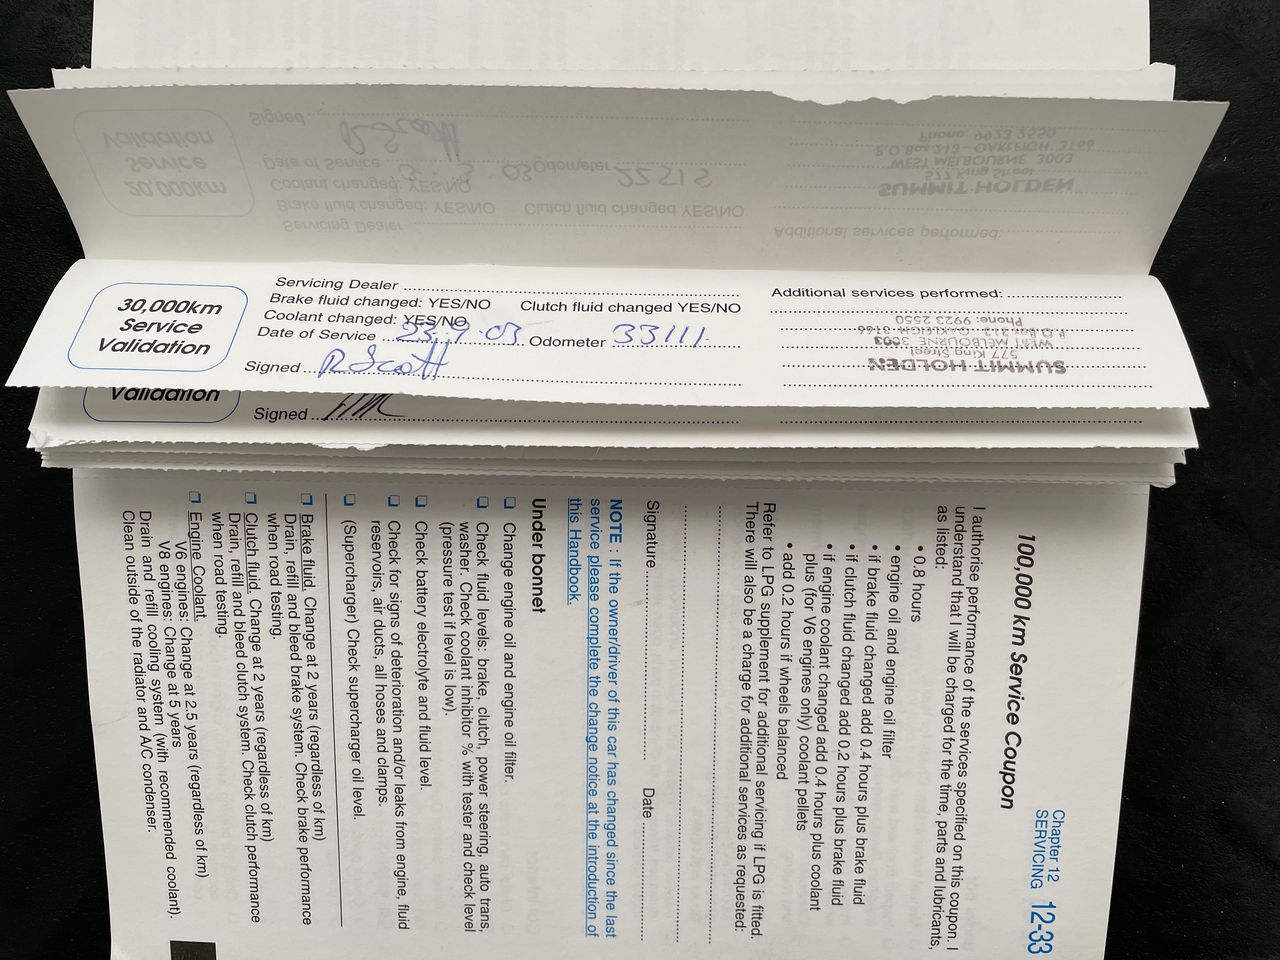 Signed
Date of Service 3. 3. 03 Odometer 22515
Coolant changed: YES/NO
Brake fluid changed: YES/NO Clutch fluid changed YES/NO
Servicing Dealer
20,000km
Service
Validation
Phone: 9923 2550
P.O. Box 213 - OAKLEIGH, 3166
WEST MELBOURNE 3003
577 King Street
SUMMIT HOLDEN
Additional services performed:
30,000km
Service
Validation
Servicing Dealer
Brake fluid changed: YES/NO Clutch fluid changed YES/NO
Coolant changed: YES/NO
Date of Service 23.9.03 Odometer 33111.
Signed R Scott
Additional services performed:
SUMMIT HOLDEN
577 King Street
WEST MELBOURNE 3003
P.O. Box 213 - OAKLEIGH 3166
Phone: 9923 2550
Validation
Signed
Chapter 12
SERVICING 12-33
100,000 km Service Coupon
I authorise performance of the services specified on this coupon. I
understand that I will be charged for the time, parts and lubricants,
as listed:
• 0.8 hours
• engine oil and engine oil filter
• if brake fluid changed add 0.4 hours plus brake fluid
• if clutch fluid changed add 0.2 hours plus brake fluid
• if engine coolant changed add 0.4 hours plus coolant
plus (for V6 engines only) coolant pellets
• add 0.2 hours if wheels balanced
Refer to LPG supplement for additional servicing if LPG is fitted.
There will also be a charge for additional services as requested:
Signature Date
NOTE : If the owner/driver of this car has changed since the last
service please complete the change notice at the introduction of
this Handbook.
Under bonnet
❑ Change engine oil and engine oil filter.
❑ Check fluid levels: brake, clutch, power steering, auto trans,
washer. Check coolant inhibitor % with tester and check level
(pressure test if level is low).
❑ Check battery electrolyte and fluid level.
❑ Check for signs of deterioration and/or leaks from engine, fluid
reservoirs, air ducts, all hoses and clamps.
❑ (Supercharger) Check supercharger oil level.
❑ Brake fluid. Change at 2 years (regardless of km)
Drain, refill and bleed brake system. Check brake performance
when road testing.
❑ Clutch fluid. Change at 2 years (regardless of km)
Drain, refill and bleed clutch system. Check clutch performance
when road testing.
❑ Engine Coolant.
V6 engines: Change at 2.5 years (regardless of km)
V8 engines: Change at 5 years
Drain and refill cooling system (with recommended coolant).
Clean outside of the radiator and A/C condenser.